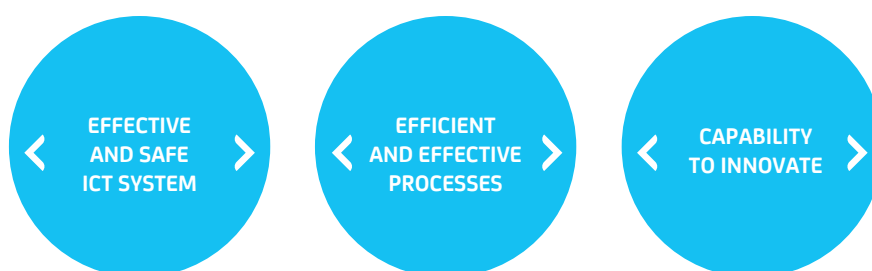 EFFECTIVE
AND SAFE
ICT SYSTEM
EFFICIENT
AND EFFECTIVE
PROCESSES
CAPABILITY
TO INNOVATE